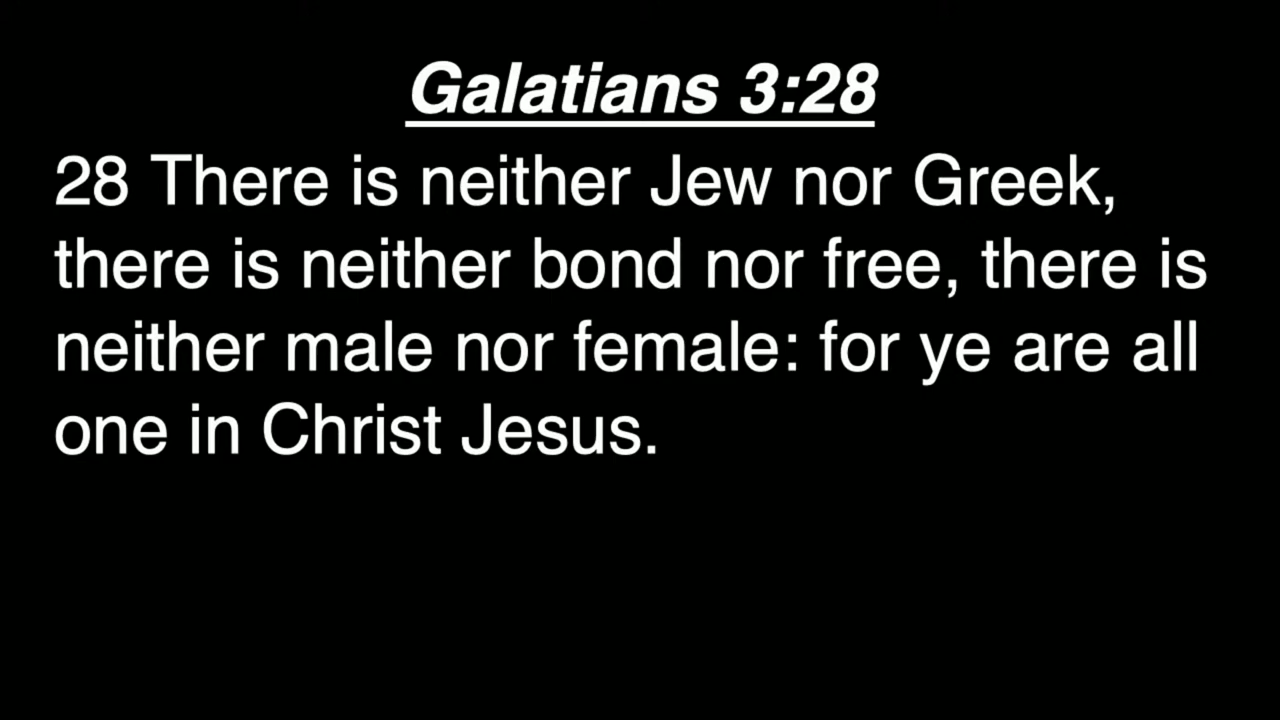 Galatians 3:28
28 There is neither Jew nor Greek,
there is neither bond nor free, there is
neither male nor female: for ye are all
one in Christ Jesus.